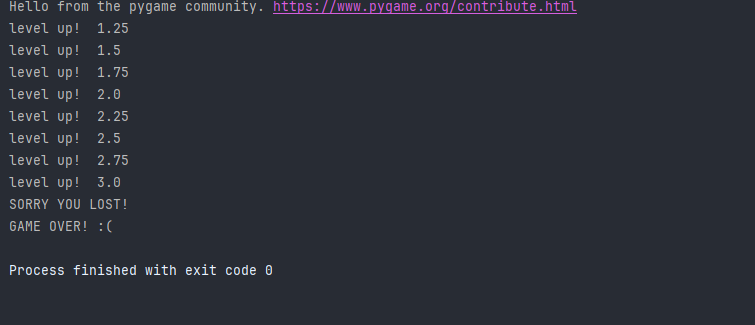 Hello from the pygame community. https://www.pygame.org/contribute.html
level up!  1.25
level up!  1.5
level up!  1.75
level up!  2.0
level up!  2.25
level up!  2.5
level up!  2.75
level up!  3.0
SORRY YOU LOST!
GAME OVER! :(
Process finished with exit code 0